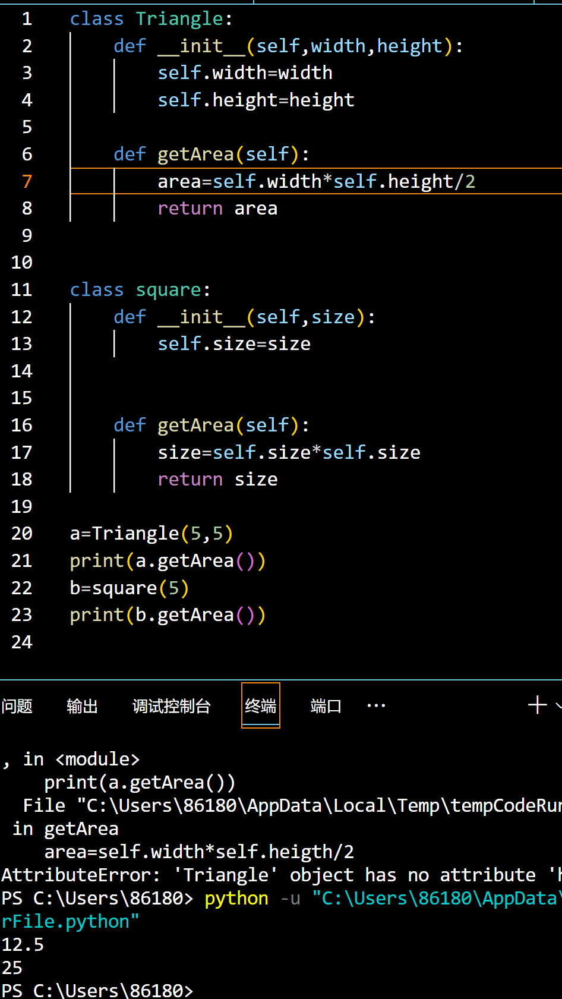 1 class Triangle:
2 def __init__(self,width,height):
3 self.width=width
4 self.height=height
5
6 def getArea(self):
7 area=self.width*self.height/2
8 return area
9
10
11 class square:
12 def __init__(self,size):
13 self.size=size
14
15
16 def getArea(self):
17 size=self.size*self.size
18 return size
19
20 a=Triangle(5,5)
21 print(a.getArea())
22 b=square(5)
23 print(b.getArea())
24
问题 输出 调试控制台 终端 端口 ···
, in <module>
print(a.getArea())
File "C:\Users\86180\AppData\Local\Temp\tempCodeRun
in getArea
area=self.width*self.heigth/2
AttributeError: 'Triangle' object has no attribute 'h
PS C:\Users\86180> python -u "C:\Users\86180\AppData\
rFile.python"
12.5
25
PS C:\Users\86180>